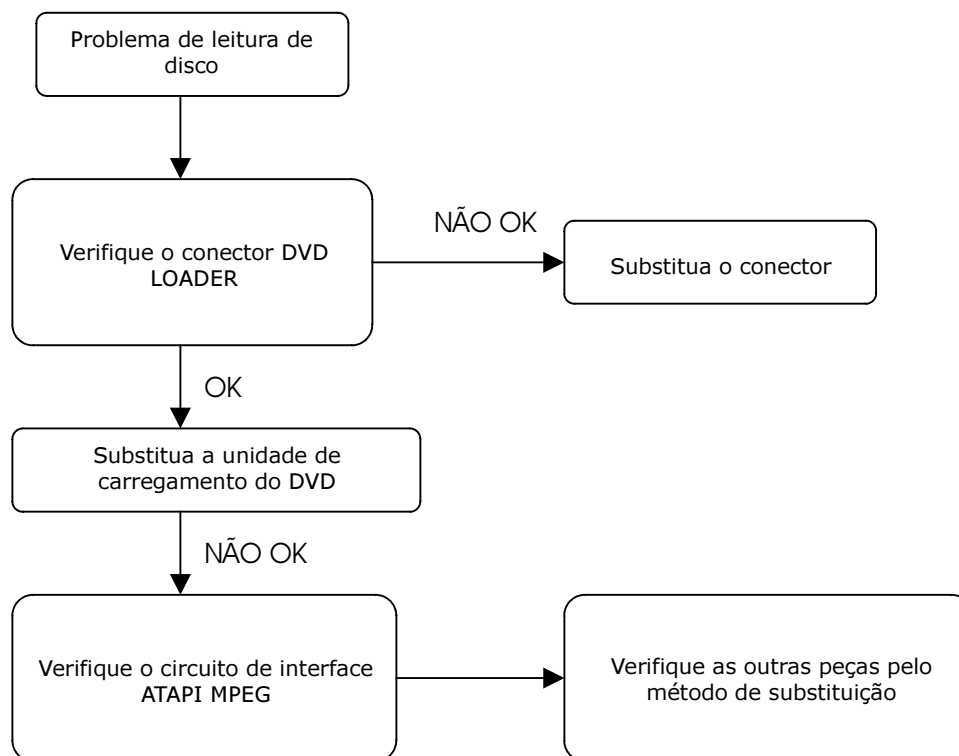 Problema de leitura de
disco
Verifique o conector DVD
LOADER
NÃO OK
Substitua o conector
OK
Substitua a unidade de
carregamento do DVD
NÃO OK
Verifique o circuito de interface
ATAPI MPEG
Verifique as outras peças pelo
método de substituição